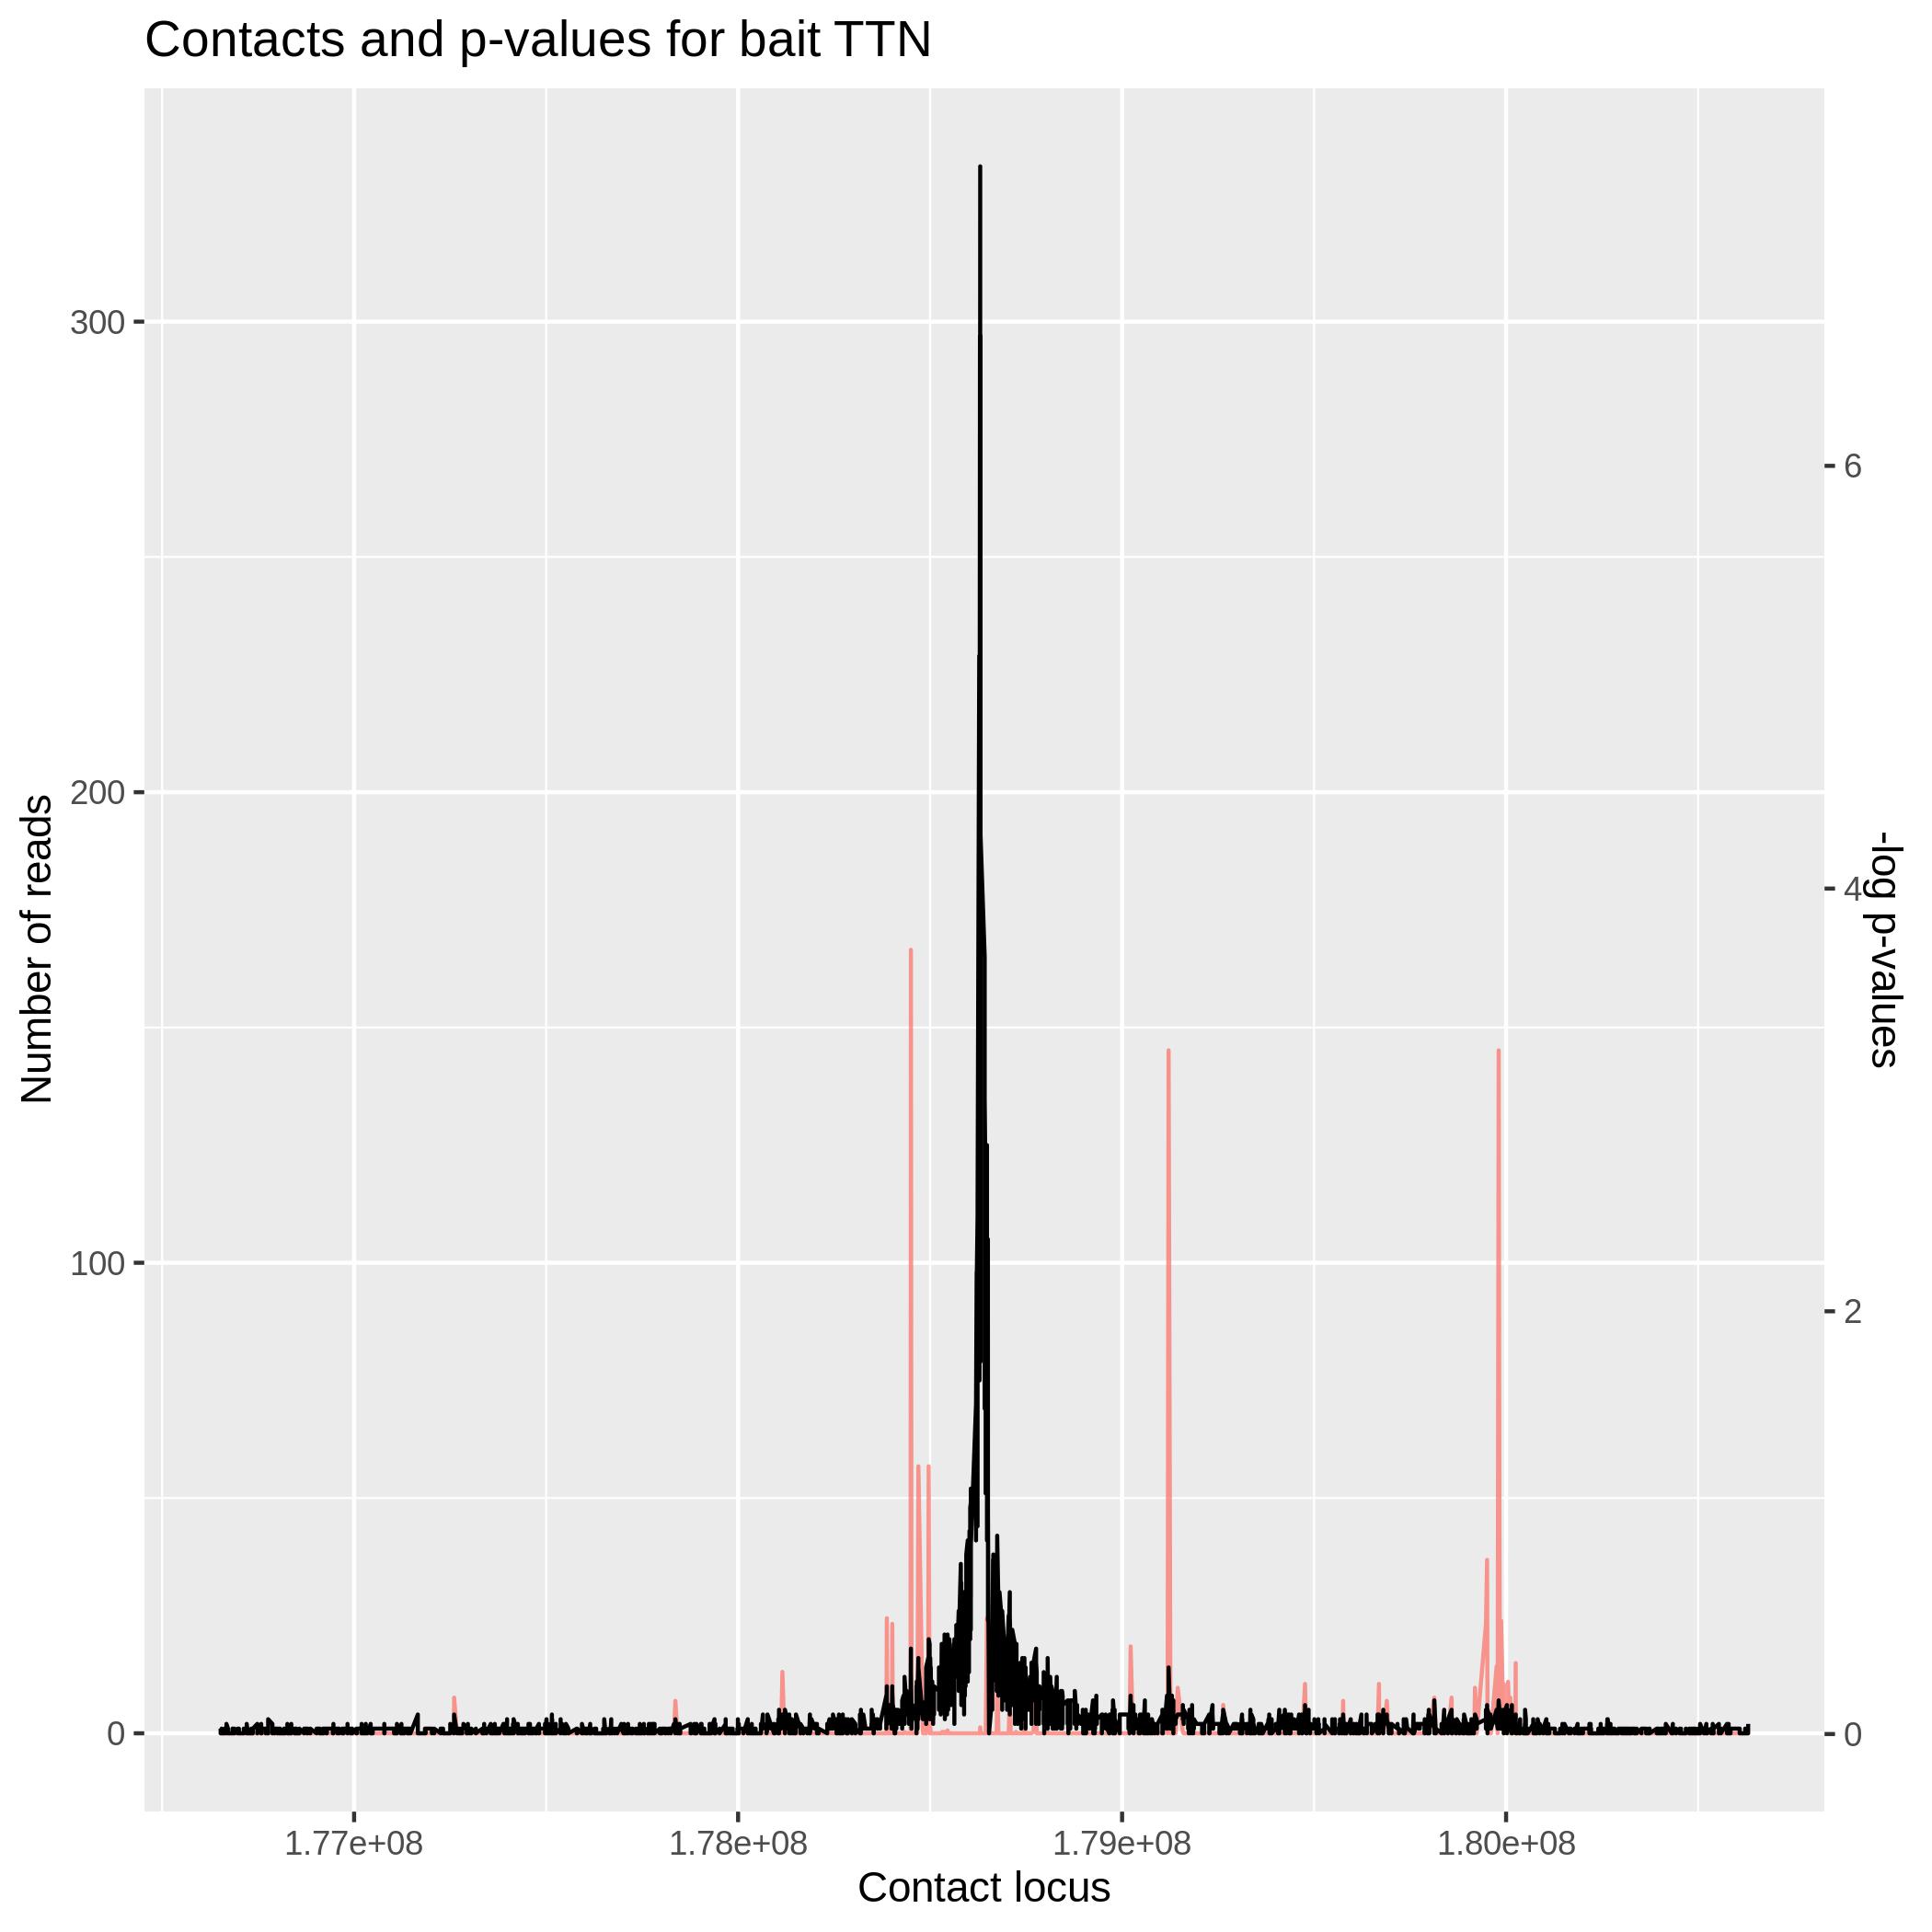 Contacts and p-values for bait TTN
300
200
100
0
Number of reads
6
4
2
0
-log p-values
1.77e+08 1.78e+08 1.79e+08 1.80e+08
Contact locus